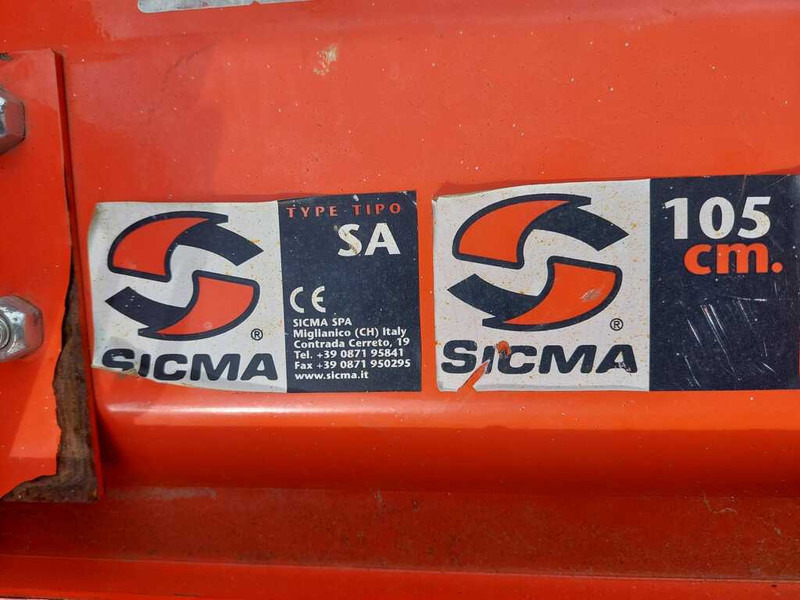 TYPE-TIPO
SA
CE
SICMA SPA
Miglianico (CH) Italy
Contrada Cerreto, 19
Tel. +39 0871 95841
Fax +39 0871 950295
www.sicma.it
®
SICMA
105
cm.
®
SICMA